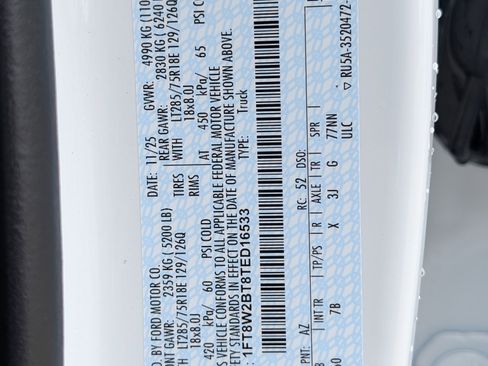 D. BY FORD MOTOR CO.
DATE: 11/25 GVWR: 4990 KG (110
NT GAWR: 2359 KG ( 5200 LB) REAR GAWR: 2830 KG ( 6240
LT285/75R18E 129/126Q TIRES WITH LT285/75R18E 129/126Q
18x8.0J RIMS 18x8.0J
420 kPa/ 60 PSI COLD AT 450 kPa/ 65 PSI CO
S VEHICLE CONFORMS TO ALL APPLICABLE FEDERAL MOTOR VEHICLE
STANDARDS IN EFFECT ON THE DATE OF MANUFACTURE SHOWN ABOVE.
: 1FT8W2BT8TED16533 TYPE: Truck
PNT: AZ RC: 52 DSO:
INT TR TP/PS R AXLE TR SPR
7B X 3J G 77NN
ULC
RU5A-3520472-